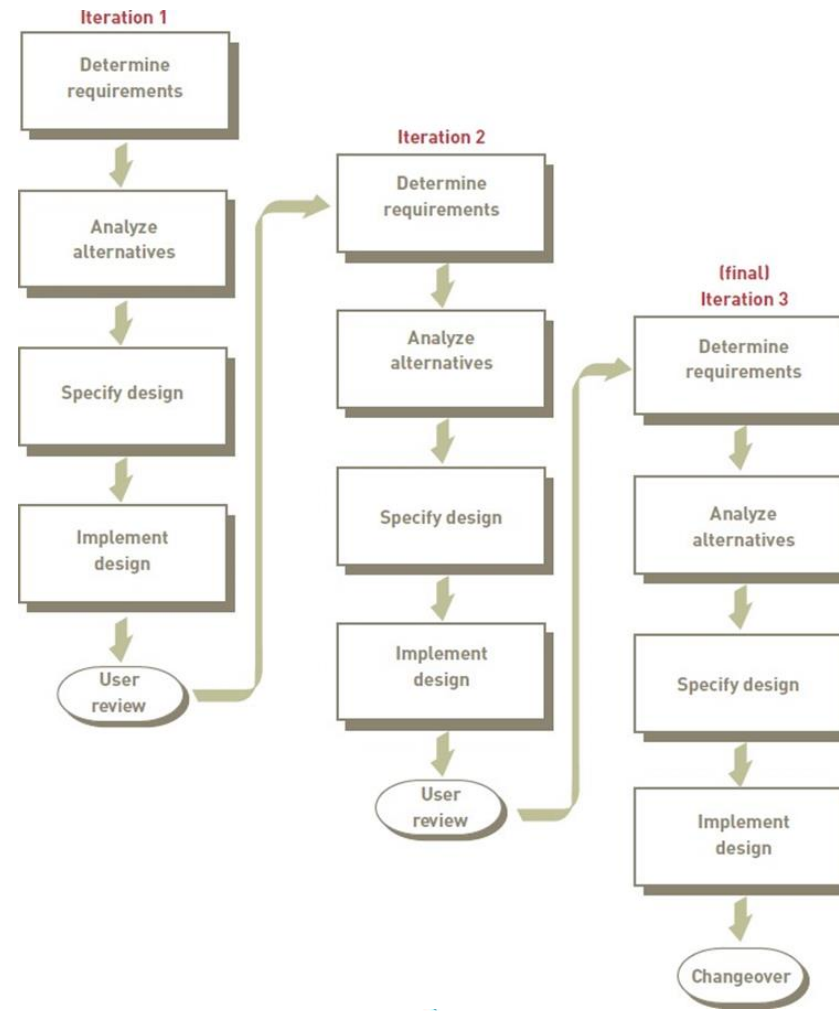 Iteration 1
Determine
requirements
Analyze
alternatives
Specify design
Implement
design
User
review
Iteration 2
Determine
requirements
Analyze
alternatives
Specify design
Implement
design
User
review
(final)
Iteration 3
Determine
requirements
Analyze
alternatives
Specify design
Implement
design
Changeover